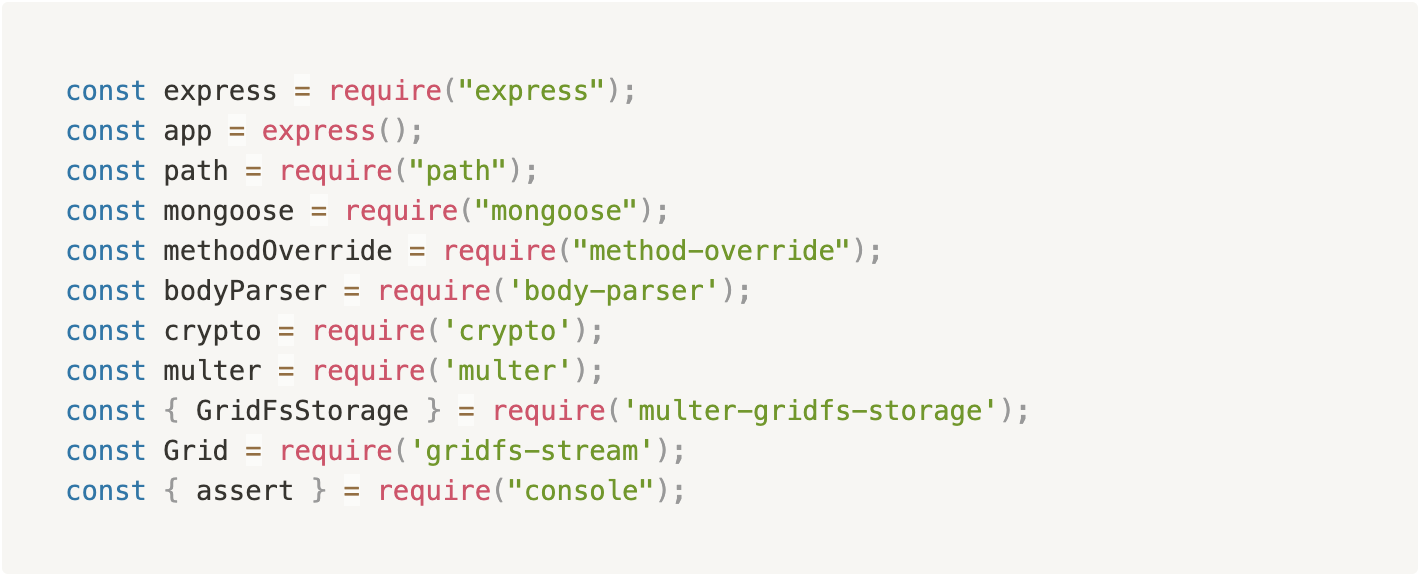 const express = require("express");
const app = express();
const path = require("path");
const mongoose = require("mongoose");
const methodOverride = require("method-override");
const bodyParser = require('body-parser');
const crypto = require('crypto');
const multer = require('multer');
const { GridFsStorage } = require('multer-gridfs-storage');
const Grid = require('gridfs-stream');
const { assert } = require("console");